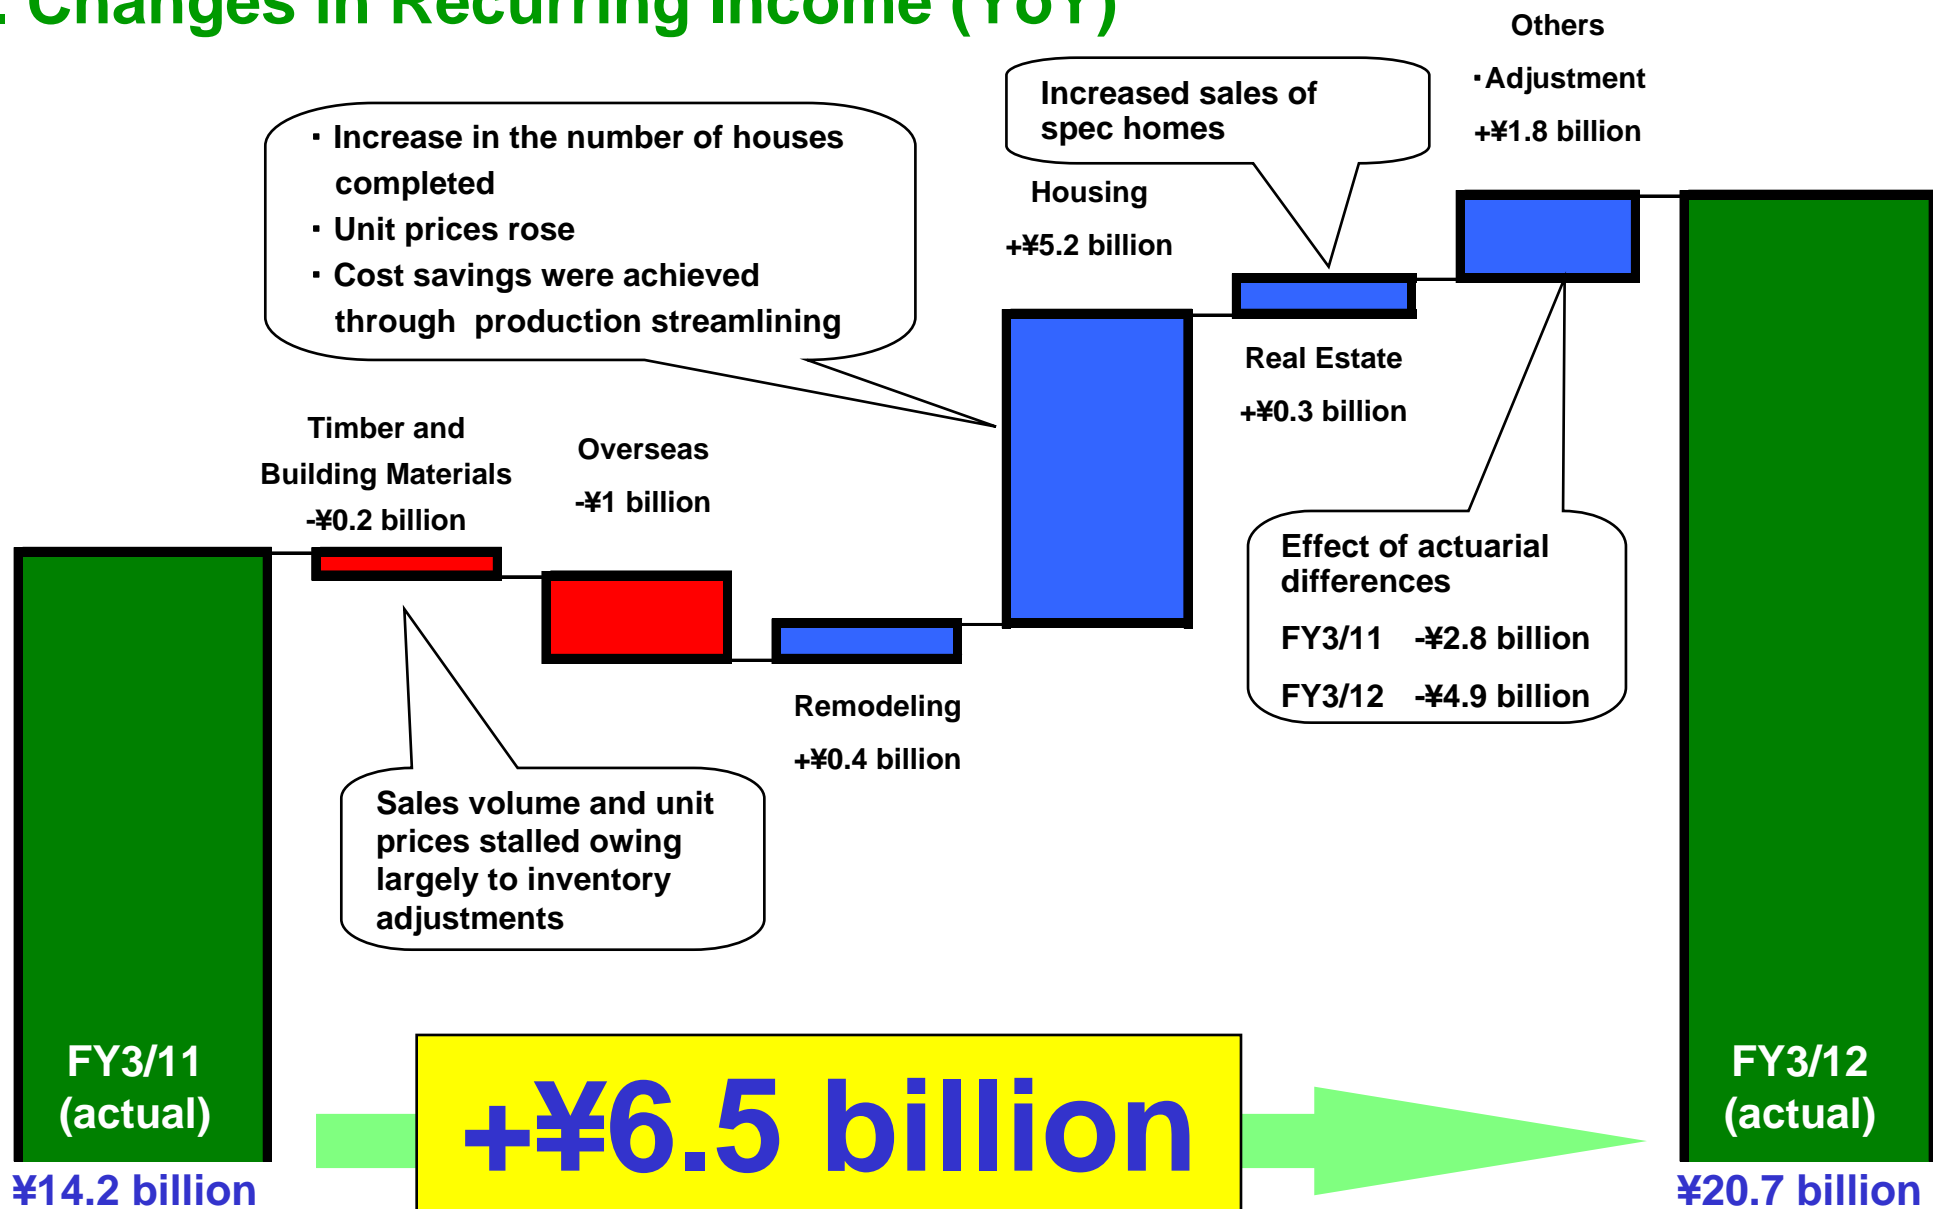 Changes in Recurring Income (YoY)
Others
・Adjustment
+¥1.8 billion
Increased sales of
spec homes
・Increase in the number of houses
completed
・Unit prices rose
・Cost savings were achieved
through production streamlining
Housing
+¥5.2 billion
Real Estate
+¥0.3 billion
Timber and
Building Materials
-¥0.2 billion
Overseas
-¥1 billion
Effect of actuarial
differences
FY3/11 -¥2.8 billion
FY3/12 -¥4.9 billion
Remodeling
+¥0.4 billion
Sales volume and unit
prices stalled owing
largely to inventory
adjustments
FY3/11
(actual)
¥14.2 billion
+¥6.5 billion
FY3/12
(actual)
¥20.7 billion